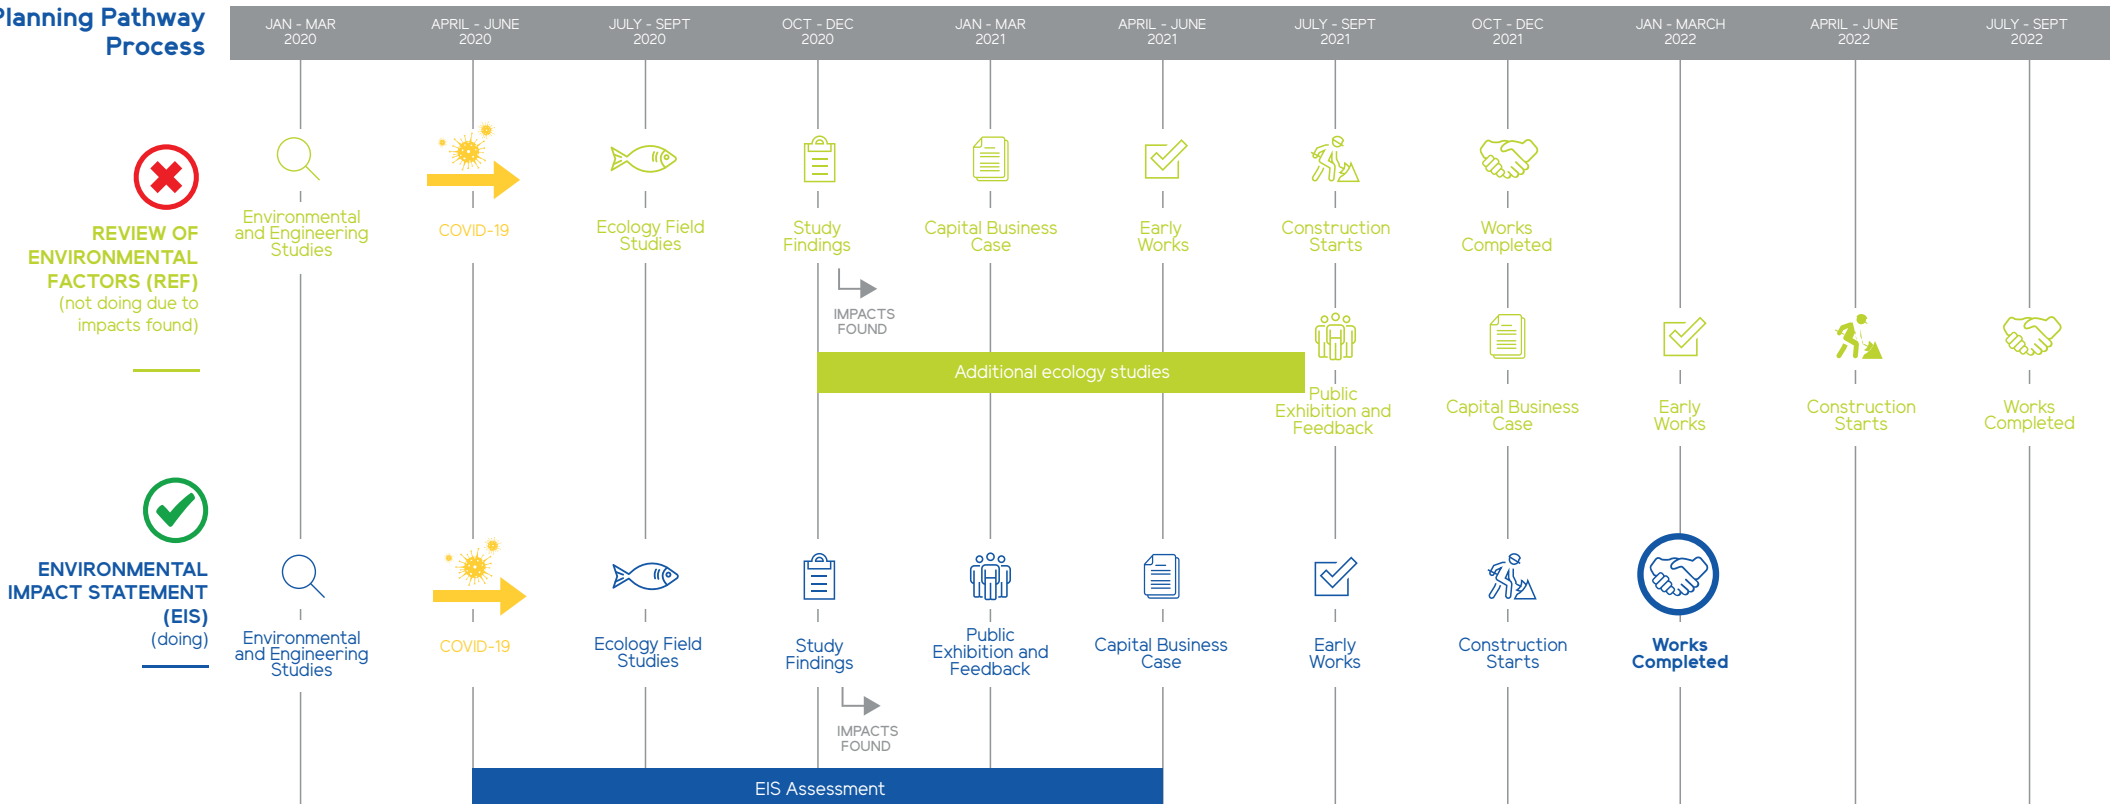 Planning Pathway
Process
JAN - MAR
2020
APRIL - JUNE
2020
JULY - SEPT
2020
OCT - DEC
2020
JAN - MAR
2021
APRIL - JUNE
2021
JULY - SEPT
2021
OCT - DEC
2021
JAN - MARCH
2022
APRIL - JUNE
2022
JULY - SEPT
2022
REVIEW OF
ENVIRONMENTAL
FACTORS (REF)
(not doing due to
impacts found)
Environmental
and Engineering
Studies
COVID-19
Ecology Field
Studies
Study
Findings
Capital Business
Case
Early
Works
Construction
Starts
Works
Completed
IMPACTS
FOUND
Additional ecology studies
Public
Exhibition and
Feedback
Capital Business
Case
Early
Works
Construction
Starts
Works
Completed
ENVIRONMENTAL
IMPACT STATEMENT
(EIS)
(doing)
Environmental
and Engineering
Studies
COVID-19
Ecology Field
Studies
Study
Findings
Public
Exhibition and
Feedback
Capital Business
Case
Early
Works
Construction
Starts
Works
Completed
IMPACTS
FOUND
EIS Assessment